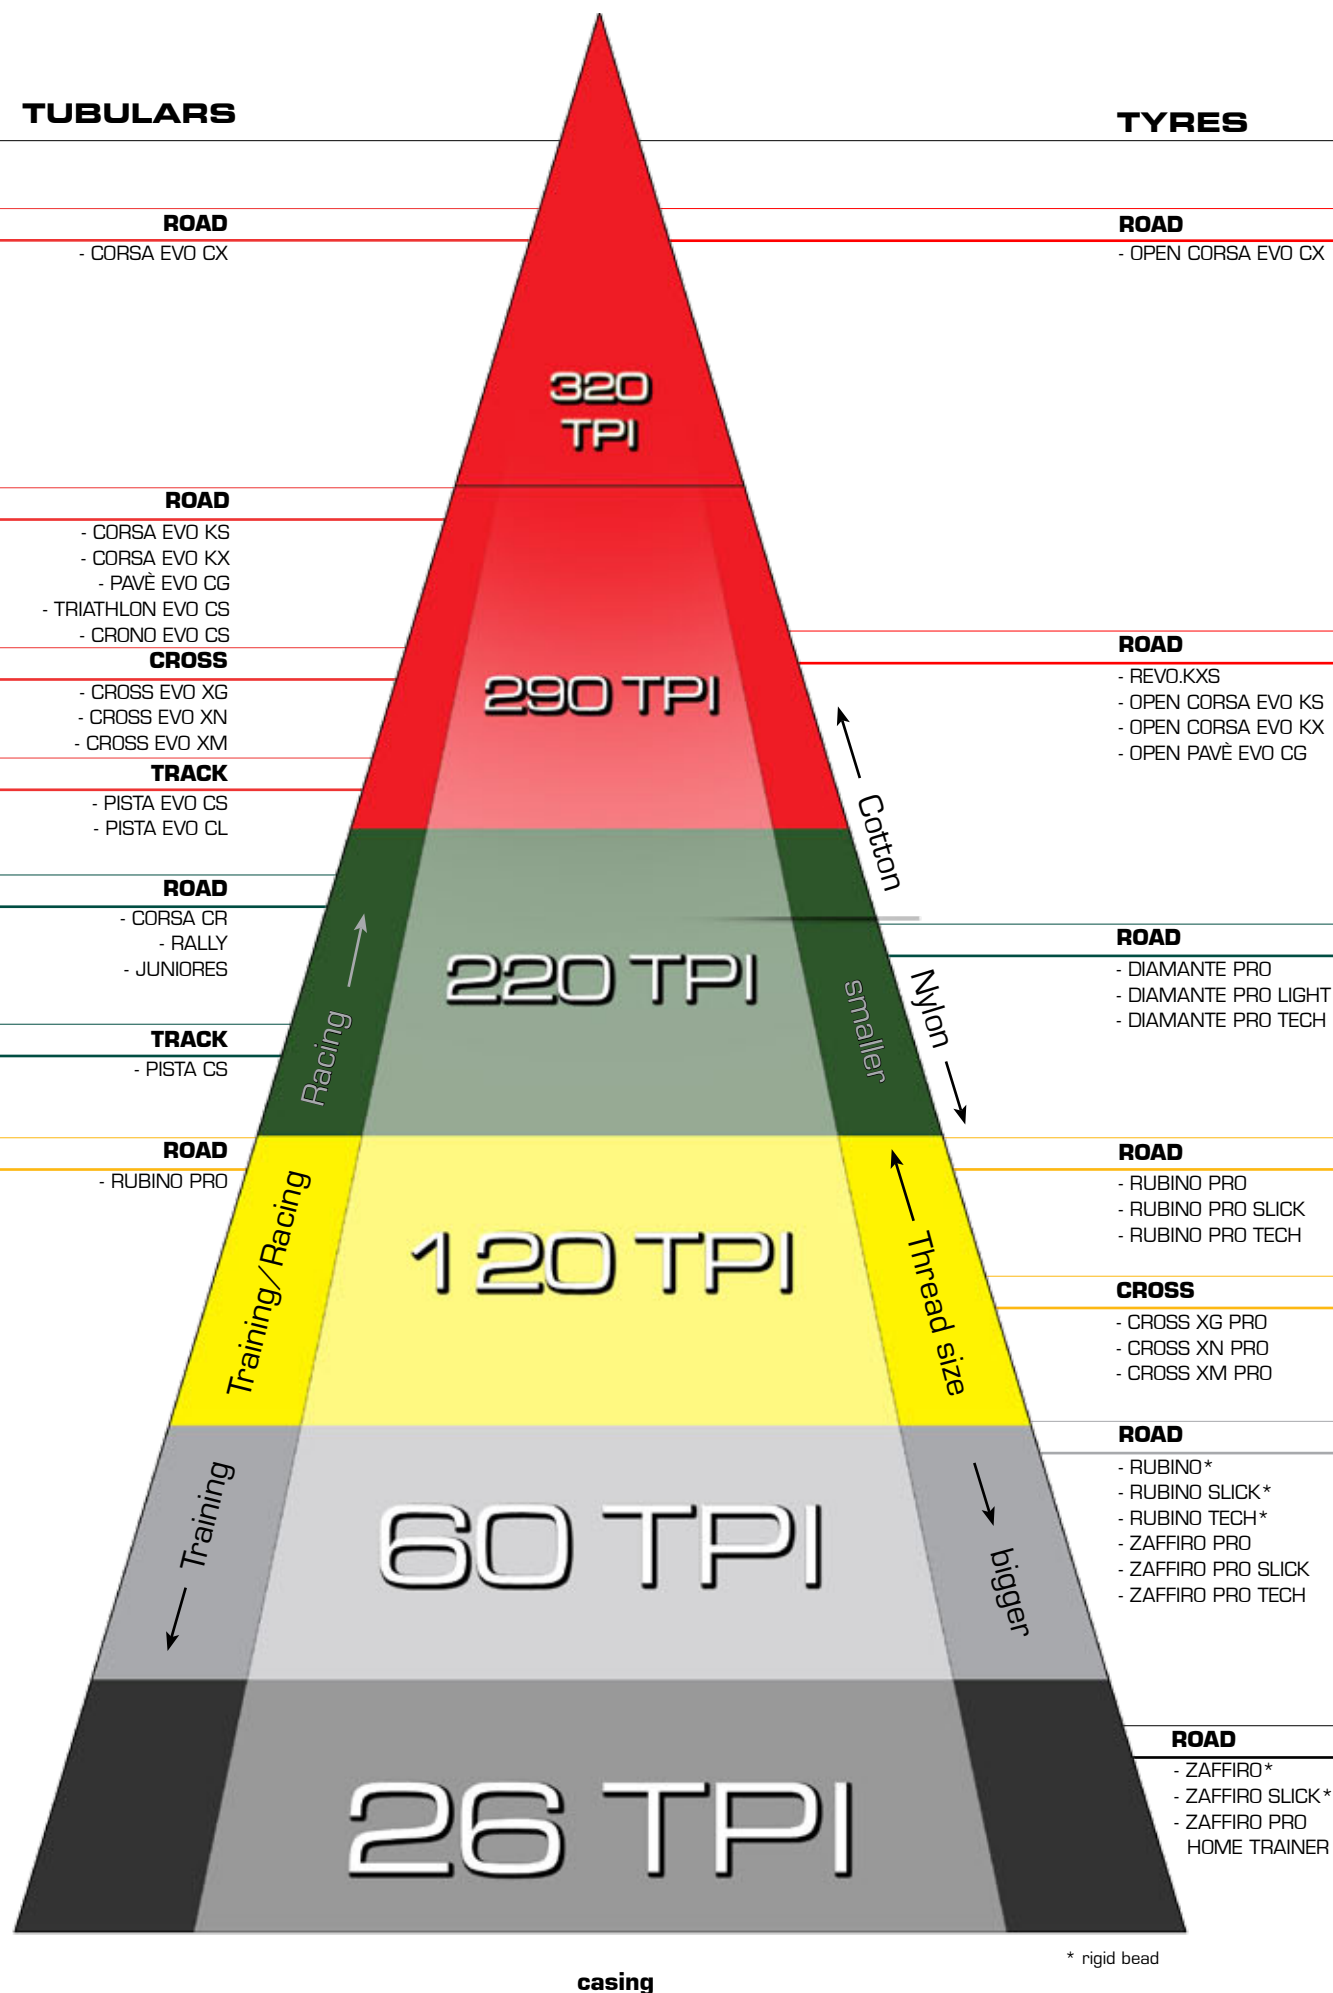 TUBULARS
TYRES
ROAD
- CORSA EVO CX
ROAD
- OPEN CORSA EVO CX
320
TPI
ROAD
- CORSA EVO KS
- CORSA EVO KX
- PAVÈ EVO CG
- TRIATHLON EVO CS
- CRONO EVO CS
CROSS
- CROSS EVO XG
- CROSS EVO XN
- CROSS EVO XM
TRACK
- PISTA EVO CS
- PISTA EVO CL
290 TPI
ROAD
- REVO.KXS
- OPEN CORSA EVO KS
- OPEN CORSA EVO KX
- OPEN PAVÈ EVO CG
Cotton
ROAD
- CORSA CR
- RALLY
- JUNIORES
TRACK
- PISTA CS
Racing
220 TPI
smaller
Nylon
ROAD
- DIAMANTE PRO
- DIAMANTE PRO LIGHT
- DIAMANTE PRO TECH
ROAD
- RUBINO PRO
Training/Racing
120 TPI
Thread size
ROAD
- RUBINO PRO
- RUBINO PRO SLICK
- RUBINO PRO TECH
CROSS
- CROSS XG PRO
- CROSS XN PRO
- CROSS XM PRO
Training
60 TPI
bigger
ROAD
- RUBINO*
- RUBINO SLICK*
- RUBINO TECH*
- ZAFFIRO PRO
- ZAFFIRO PRO SLICK
- ZAFFIRO PRO TECH
26 TPI
ROAD
- ZAFFIRO*
- ZAFFIRO SLICK*
- ZAFFIRO PRO
HOME TRAINER
* rigid bead
casing